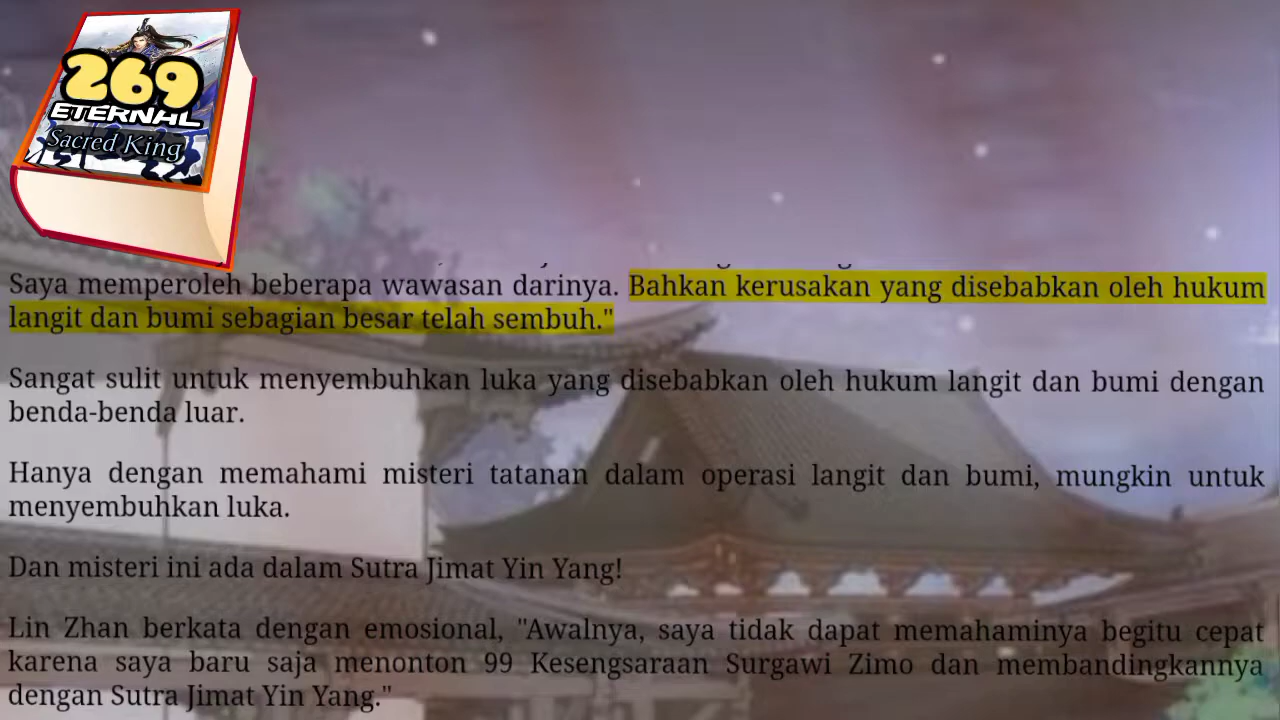 269
ETERNAL
Sacred King
Saya memperoleh beberapa wawasan darinya. Bahkan kerusakan yang disebabkan oleh hukum
langit dan bumi sebagian besar telah sembuh."
Sangat sulit untuk menyembuhkan luka yang disebabkan oleh hukum langit dan bumi dengan
benda-benda luar.
Hanya dengan memahami misteri tatanan dalam operasi langit dan bumi, mungkin untuk
menyembuhkan luka.
Dan misteri ini ada dalam Sutra Jimat Yin Yang!
Lin Zhan berkata dengan emosional, "Awalnya, saya tidak dapat memahaminya begitu cepat
karena saya baru saja menonton 99 Kesengsaraan Surgawi Zimo dan membandingkannya
dengan Sutra Jimat Yin Yang."